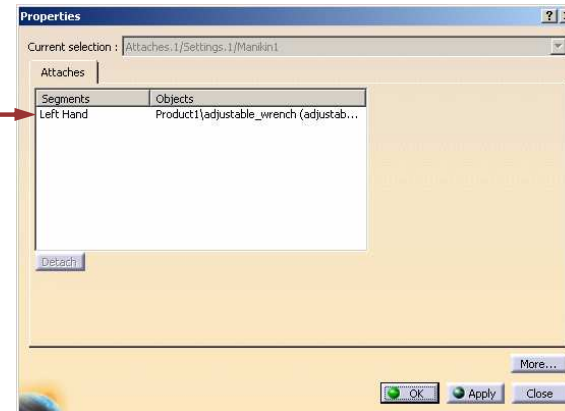 Properties
Current selection : Attaches.1/Settings.1/Manikin1
Attaches
Segments Objects
Left Hand Product1\adjustable_wrench (adjustab...
Detach
More...
OK Apply Close